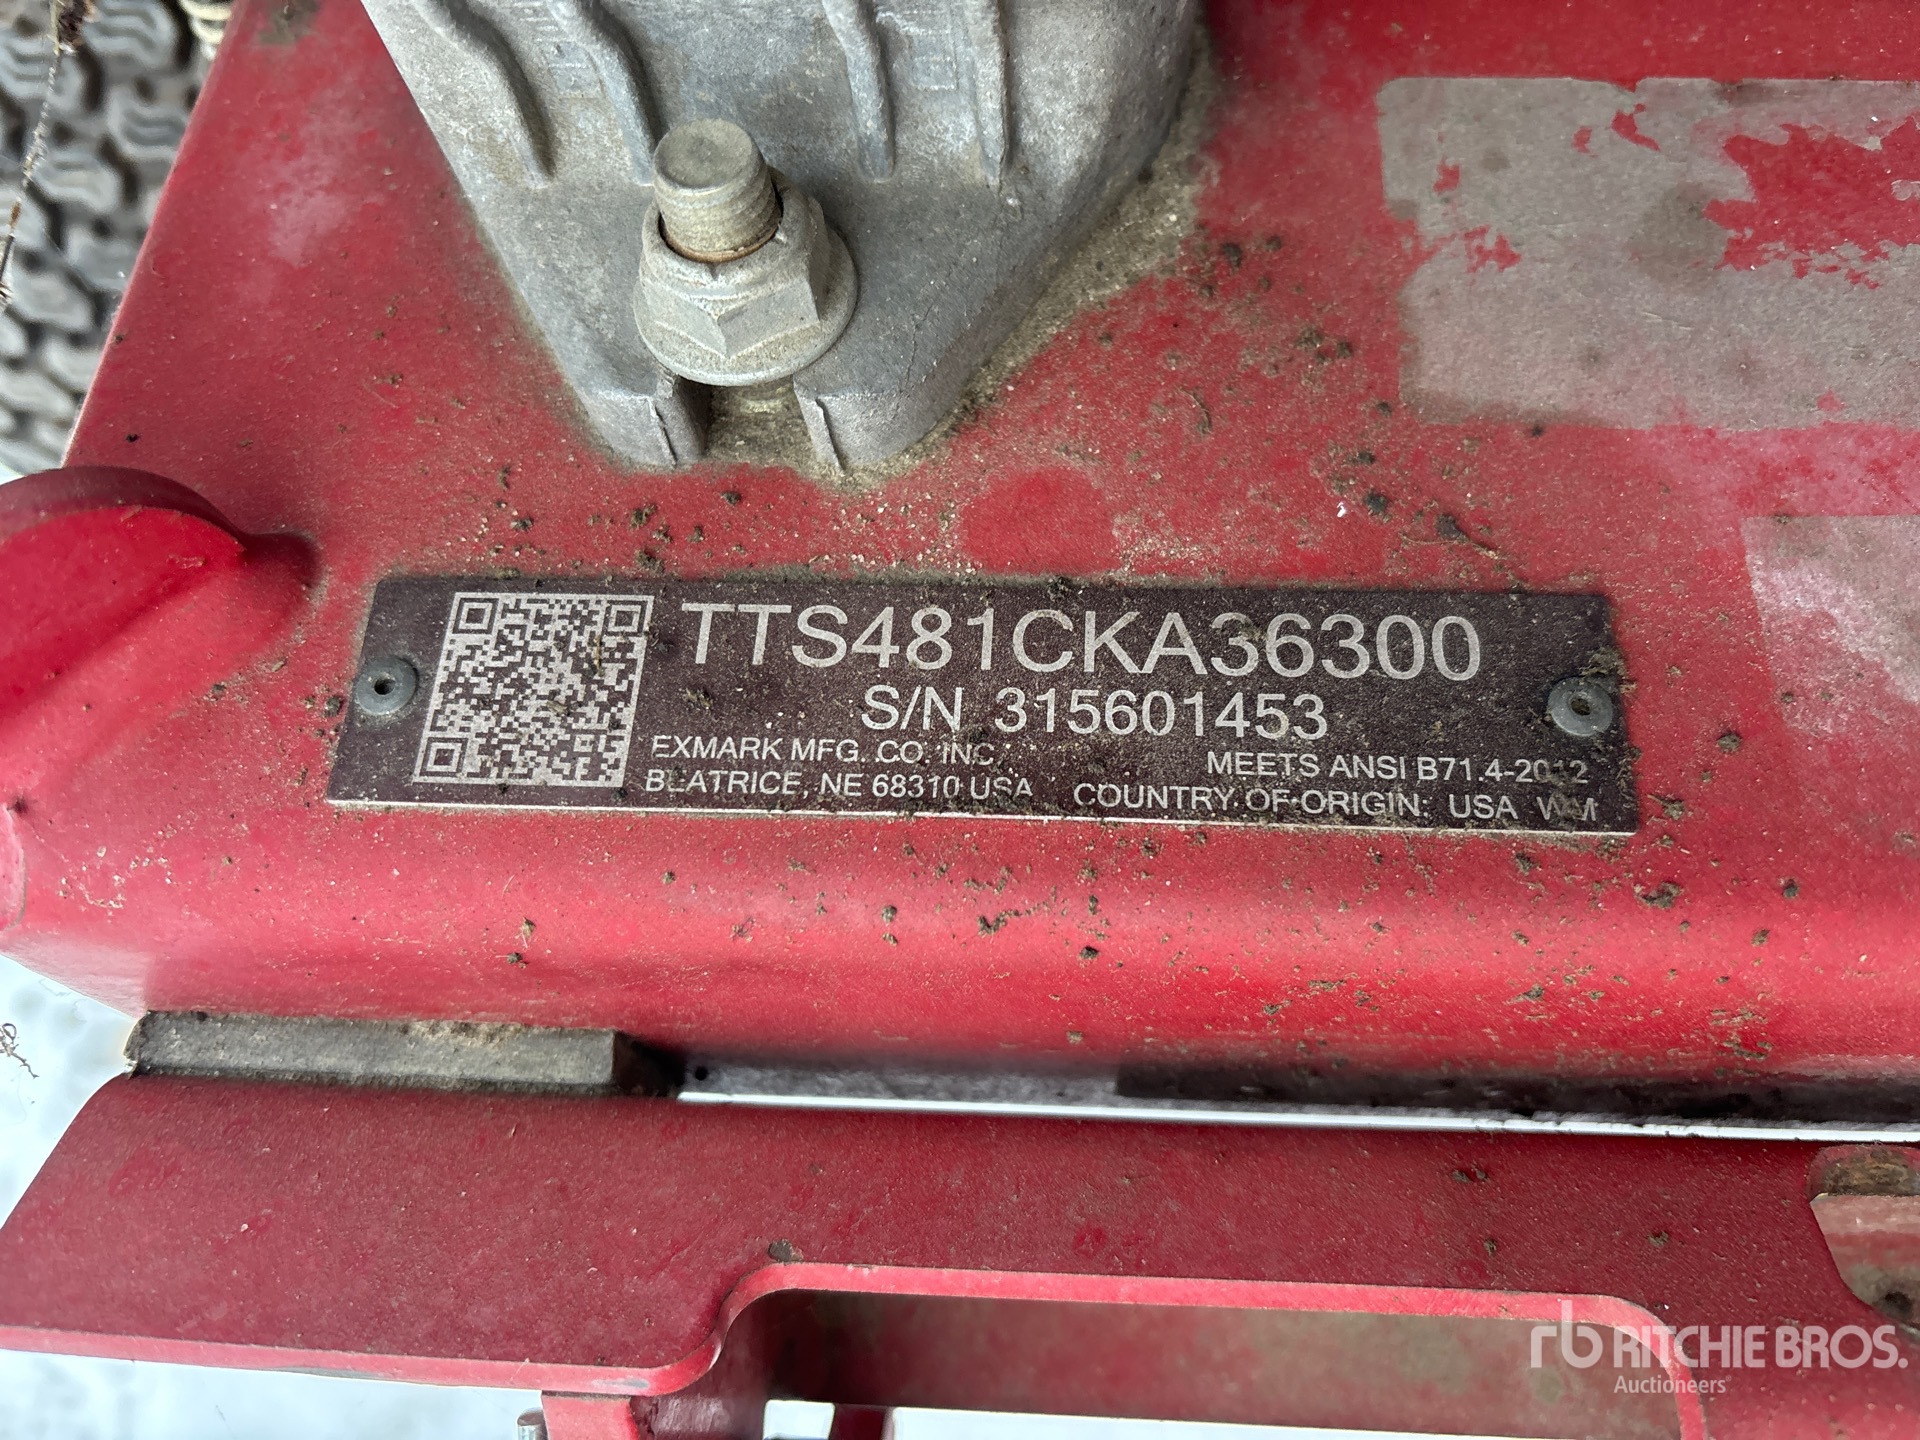 TTS481CKA36300
S/N 315601453
EXMARK MFG. CO. INC.
BEATRICE, NE 68310 USA
MEETS ANSI B71.4-2012
COUNTRY OF ORIGIN: USA
rb RITCHIE BROS.
Auctioneers